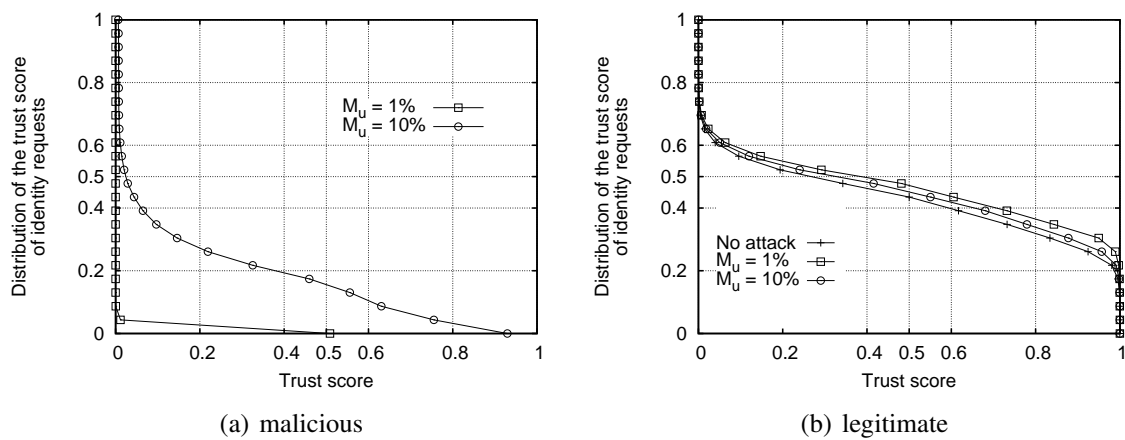 Distribution of the trust score
of identity requests
1
0.8
0.6
0.4
0.2
0
M_u = 1%
M_u = 10%
0 0.2 0.4 0.5 0.6 0.8 1
Trust score
(a) malicious
Distribution of the trust score
of identity requests
1
0.8
0.6
0.4
0.2
0
No attack
M_u = 1%
M_u = 10%
0 0.2 0.4 0.5 0.6 0.8 1
Trust score
(b) legitimate